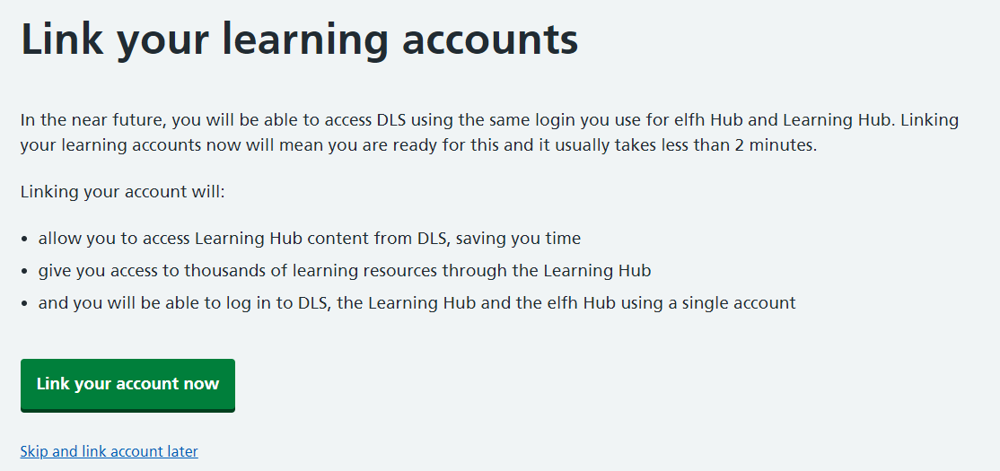 Link your learning accounts
In the near future, you will be able to access DLS using the same login you use for elfh Hub and Learning Hub. Linking
your learning accounts now will mean you are ready for this and it usually takes less than 2 minutes.
Linking your account will:
• allow you to access Learning Hub content from DLS, saving you time
• give you access to thousands of learning resources through the Learning Hub
• and you will be able to log in to DLS, the Learning Hub and the elfh Hub using a single account
Link your account now
Skip and link account later